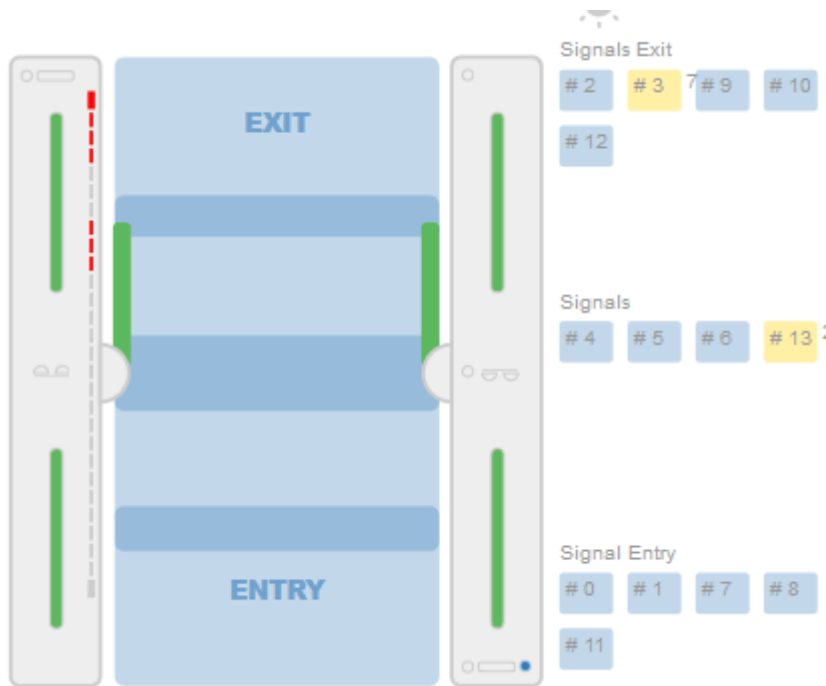 Signals Exit
# 2 # 3 7 # 9 # 10
# 12
EXIT
Signals
# 4 # 5 # 6 # 13
Signal Entry
# 0 # 1 # 7 # 8
# 11
ENTRY